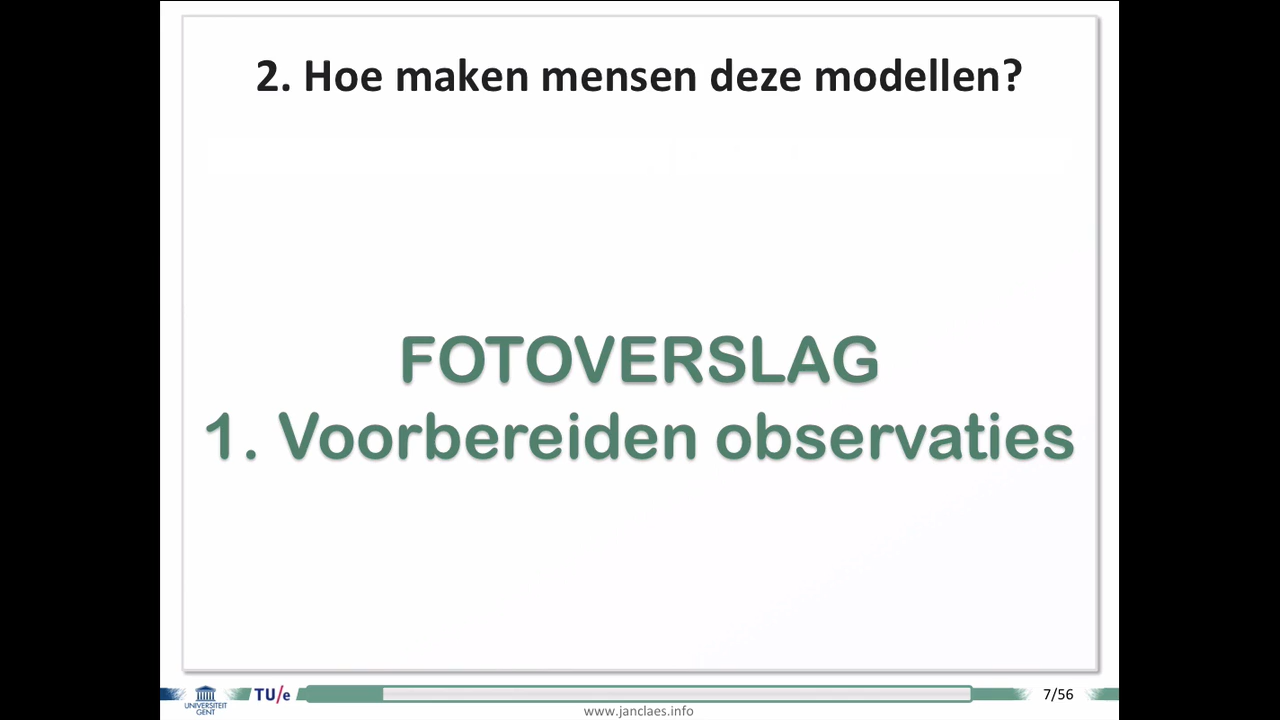 2. Hoe maken mensen deze modellen?
FOTOVERSLAG
1. Voorbereiden observaties
UNIVERSITEIT
GENT
TU/e
7/56
www.janclaes.info